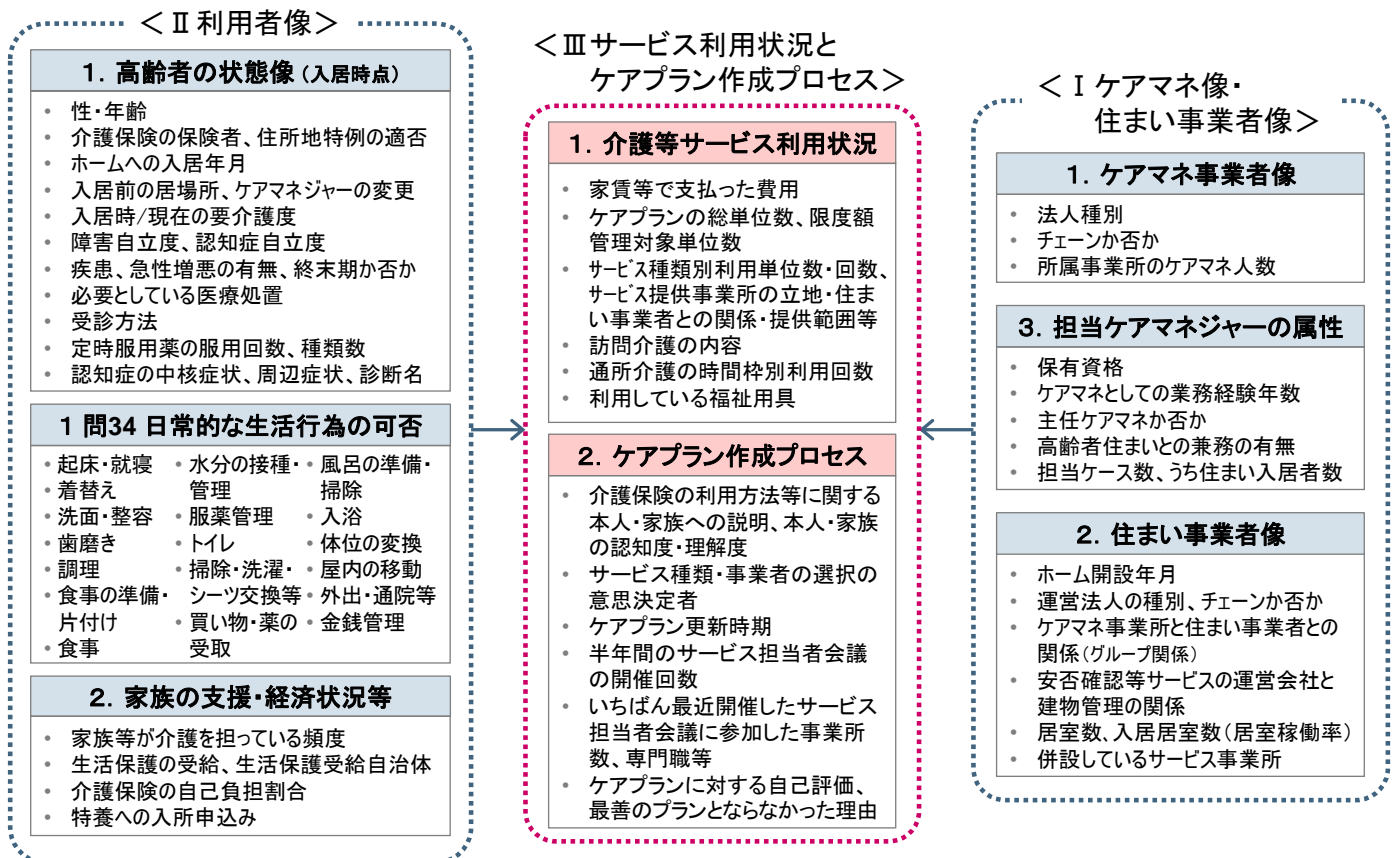 ＜Ⅱ利用者像＞
1．高齢者の状態像（入居時点）
• 性・年齢
• 介護保険の保険者、住所地特例の適否
• ホームへの入居年月
• 入居前の居場所、ケアマネジャーの変更
• 入居時/現在の要介護度
• 障害自立度、認知症自立度
• 疾患、急性増悪の有無、終末期か否か
• 必要としている医療処置
• 受診方法
• 定時服用薬の服用回数、種類数
• 認知症の中核症状、周辺症状、診断名
1 問34 日常的な生活行為の可否
• 起床・就寝
• 着替え
• 洗面・整容
• 歯磨き
• 調理
• 食事の準備・
片付け
• 食事
• 水分の接種・
管理
• 服薬管理
• トイレ
• 掃除・洗濯・
シーツ交換等
• 買い物・薬の
受取
• 風呂の準備・
掃除
• 入浴
• 体位の変換
• 屋内の移動
• 外出・通院等
• 金銭管理
2．家族の支援・経済状況等
• 家族等が介護を担っている頻度
• 生活保護の受給、生活保護受給自治体
• 介護保険の自己負担割合
• 特養への入所申込み
＜Ⅲサービス利用状況と
ケアプラン作成プロセス＞
1．介護等サービス利用状況
• 家賃等で支払った費用
• ケアプランの総単位数、限度額
管理対象単位数
• サービス種類別利用単位数・回数、
サービス提供事業所の立地・住ま
い事業者との関係・提供範囲等
• 訪問介護の内容
• 通所介護の時間枠別利用回数
• 利用している福祉用具
2．ケアプラン作成プロセス
• 介護保険の利用方法等に関する
本人・家族への説明、本人・家族
の認知度・理解度
• サービス種類・事業者の選択の
意思決定者
• ケアプラン更新時期
• 半年間のサービス担当者会議
の開催回数
• いちばん最近開催したサービス
担当者会議に参加した事業所
数、専門職等
• ケアプランに対する自己評価、
最善のプランとならなかった理由
＜Ⅰケアマネ像・
住まい事業者像＞
1．ケアマネ事業者像
• 法人種別
• チェーンか否か
• 所属事業所のケアマネ人数
3．担当ケアマネジャーの属性
• 保有資格
• ケアマネとしての業務経験年数
• 主任ケアマネか否か
• 高齢者住まいとの兼務の有無
• 担当ケース数、うち住まい入居者数
2．住まい事業者像
• ホーム開設年月
• 運営法人の種別、チェーンか否か
• ケアマネ事業所と住まい事業者との
関係（グループ関係）
• 安否確認等サービスの運営会社と
建物管理の関係
• 居室数、入居居室数（居室稼働率）
• 併設しているサービス事業所